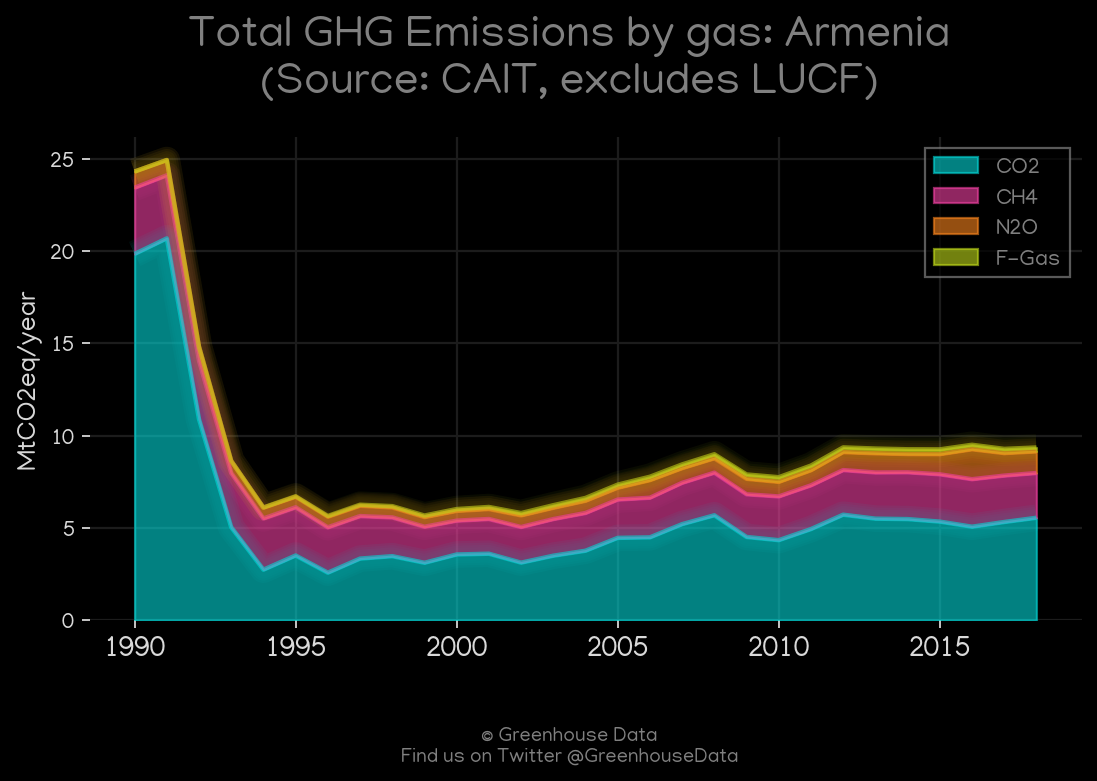 Total GHG Emissions by gas: Armenia
(Source: CAIT, excludes LUCF)
25
20
15
10
5
0
MtCO2eq/year
CO2
CH4
N2O
F-Gas
1990
1995
2000
2005
2010
2015
© Greenhouse Data
Find us on Twitter @GreenhouseData